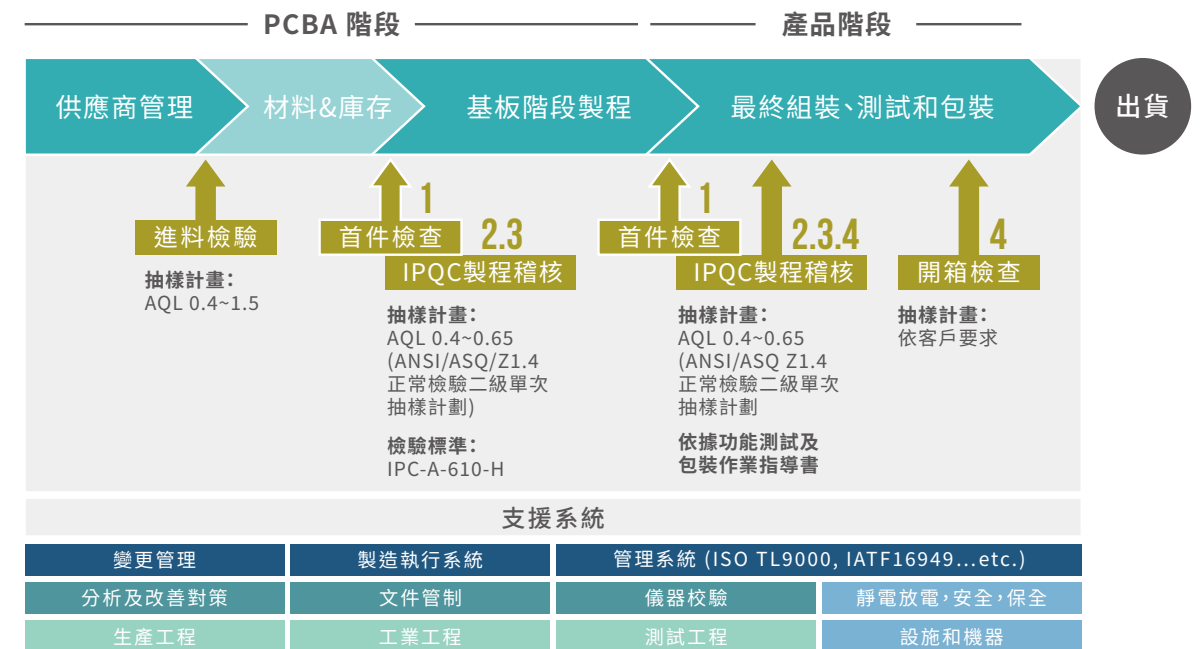 PCBA 階段
產品階段
供應商管理
材料&庫存
基板階段製程
最終組裝、測試和包裝
出貨
進料檢驗
抽樣計畫：
AQL 0.4~1.5
1
首件檢查
2.3
IPQC製程稽核
抽樣計畫：
AQL 0.4~0.65
(ANSI/ASQ/Z1.4
正常檢驗二級單次
抽樣計劃)
檢驗標準：
IPC-A-610-H
1
首件檢查
2.3.4
IPQC製程稽核
抽樣計畫：
AQL 0.4~0.65
(ANSI/ASQ Z1.4
正常檢驗二級單次
抽樣計劃
依據功能測試及
包裝作業指導書
4
開箱檢查
抽樣計畫：
依客戶要求
支援系統
變更管理
製造執行系統
管理系統 (ISO TL9000, IATF16949...etc.)
分析及改善對策
文件管制
儀器校驗
靜電放電，安全，保全
生產工程
工業工程
測試工程
設施和機器